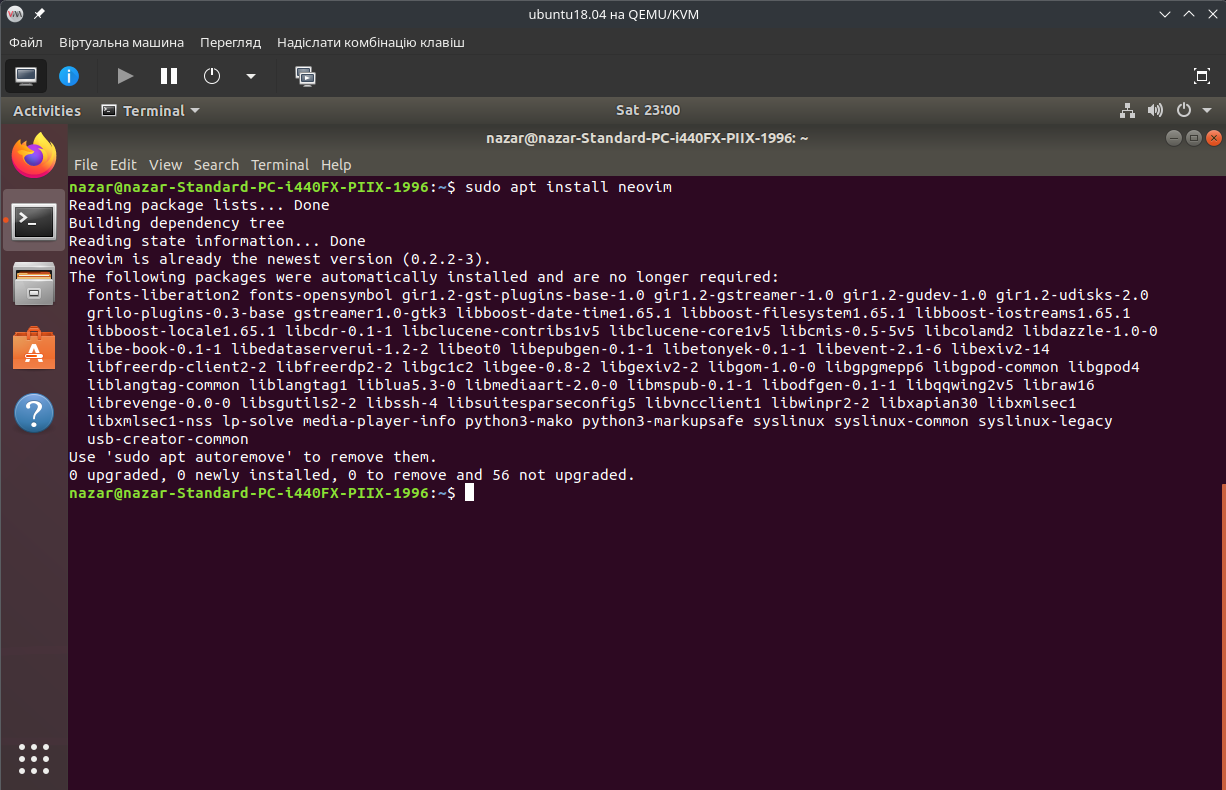 ubuntu18.04 на QEMU/KVM
Файл Віртуальна машина Перегляд Надіслати комбінацію клавіш
Activities Terminal Sat 23:00
nazar@nazar-Standard-PC-i440FX-PIIX-1996: ~
File Edit View Search Terminal Help
nazar@nazar-Standard-PC-i440FX-PIIX-1996:~$ sudo apt install neovim
Reading package lists... Done
Building dependency tree
Reading state information... Done
neovim is already the newest version (0.2.2-3).
The following packages were automatically installed and are no longer required:
fonts-liberation2 fonts-opensymbol gir1.2-gst-plugins-base-1.0 gir1.2-gstreamer-1.0 gir1.2-gudev-1.0 gir1.2-udisks-2.0
grilo-plugins-0.3-base gstreamer1.0-gtk3 libboost-date-time1.65.1 libboost-filesystem1.65.1 libboost-iostreams1.65.1
libboost-locale1.65.1 libcdr-0.1-1 libclucene-contribs1v5 libclucene-core1v5 libcmis-0.5-5v5 libcolamd2 libdazzle-1.0-0
libe-book-0.1-1 libedataserverui-1.2-2 libeot0 libepubgen-0.1-1 libetonyek-0.1-1 libevent-2.1-6 libexiv2-14
libfreerdp-client2-2 libfreerdp2-2 libgc1c2 libgee-0.8-2 libgexiv2-2 libgom-1.0-0 libgpgmepp6 libgpod-common libgpod4
liblangtag-common liblangtag1 liblua5.3-0 libmediaart-2.0-0 libmspub-0.1-1 libodfgen-0.1-1 libqqwing2v5 libraw16
librevenge-0.0-0 libsgutils2-2 libssh-4 libsuitesparseconfig5 libvncclient1 libwinpr2-2 libxapian30 libxmlsec1
libxmlsec1-nss lp-solve media-player-info python3-mako python3-markupsafe syslinux syslinux-common syslinux-legacy
usb-creator-common
Use 'sudo apt autoremove' to remove them.
0 upgraded, 0 newly installed, 0 to remove and 56 not upgraded.
nazar@nazar-Standard-PC-i440FX-PIIX-1996:~$